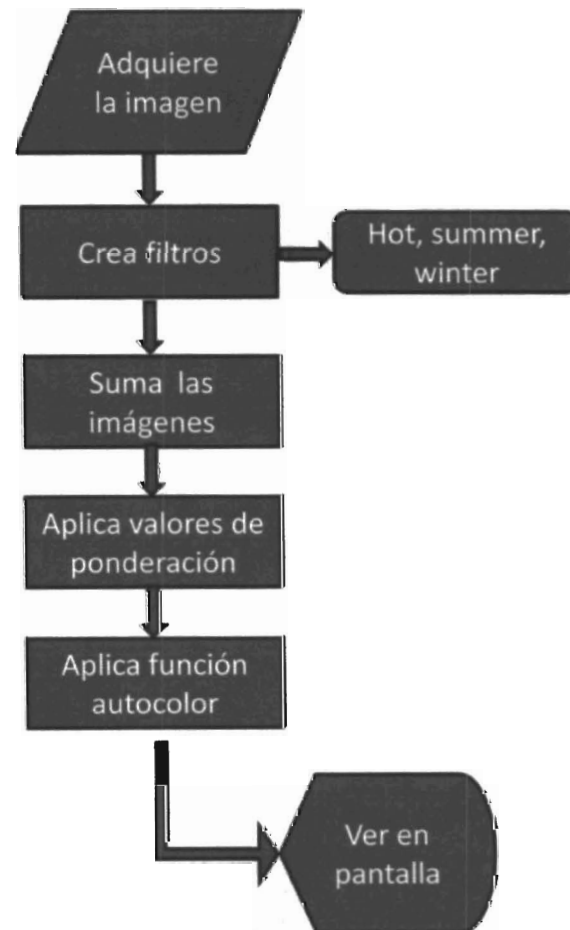 Adquiere
la imagen
Crea filtros
Hot, summer,
winter
Suma las
imágenes
Aplica valores de
ponderación
Aplica función
autocolor
Ver en
pantalla